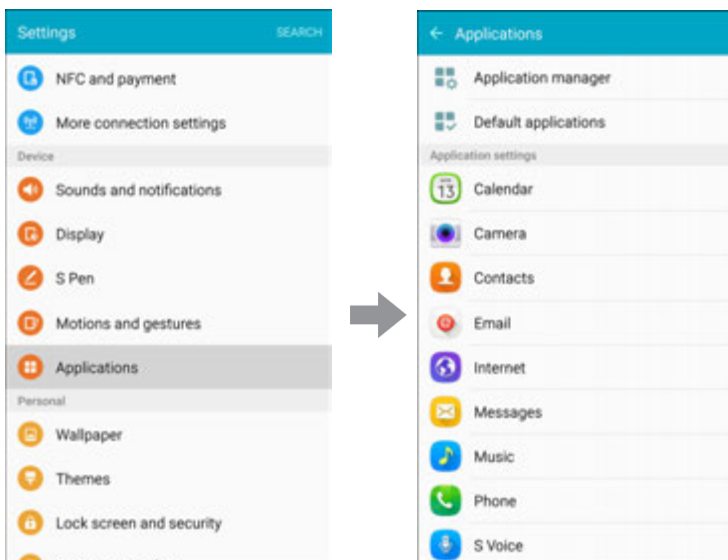 Settings
SEARCH
NFC and payment
More connection settings
Device
Sounds and notifications
Display
S Pen
Motions and gestures
Applications
Personal
Wallpaper
Themes
Lock screen and security
Applications
Application manager
Default applications
Application settings
13
Calendar
Camera
Contacts
Email
Internet
Messages
Music
Phone
S Voice